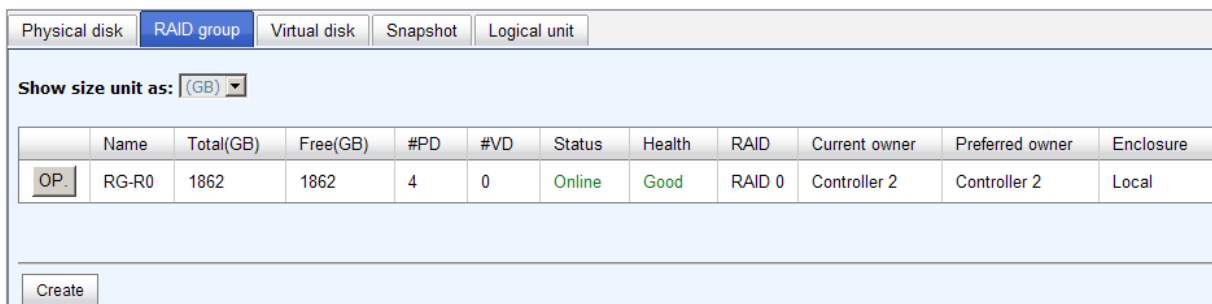 Physical disk RAID group Virtual disk Snapshot Logical unit
Show size unit as: (GB)
Name Total(GB) Free(GB) #PD #VD Status Health RAID Current owner Preferred owner Enclosure
OP. RG-R0 1862 1862 4 0 Online Good RAID 0 Controller 2 Controller 2 Local
Create